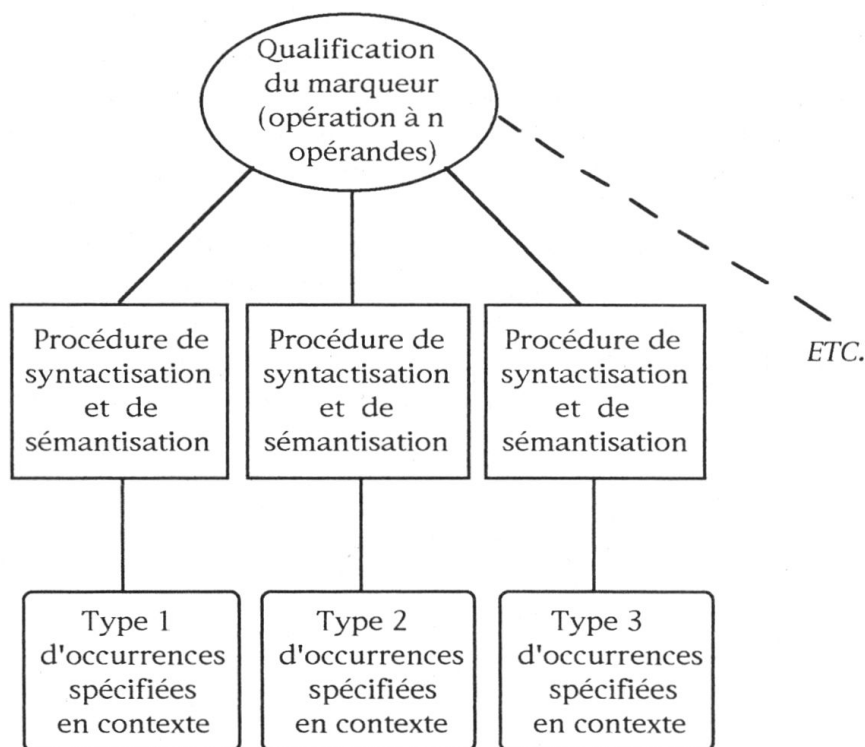 Qualification
du marqueur
(opération à n
opérandes)
Procédure de
syntactisation
et de
sémantisation
Procédure de
syntactisation
et de
sémantisation
Procédure de
syntactisation
et de
sémantisation
ETC.
Type 1
d'occurrences
spécifiées
en contexte
Type 2
d'occurrences
spécifiées
en contexte
Type 3
d'occurrences
spécifiées
en contexte